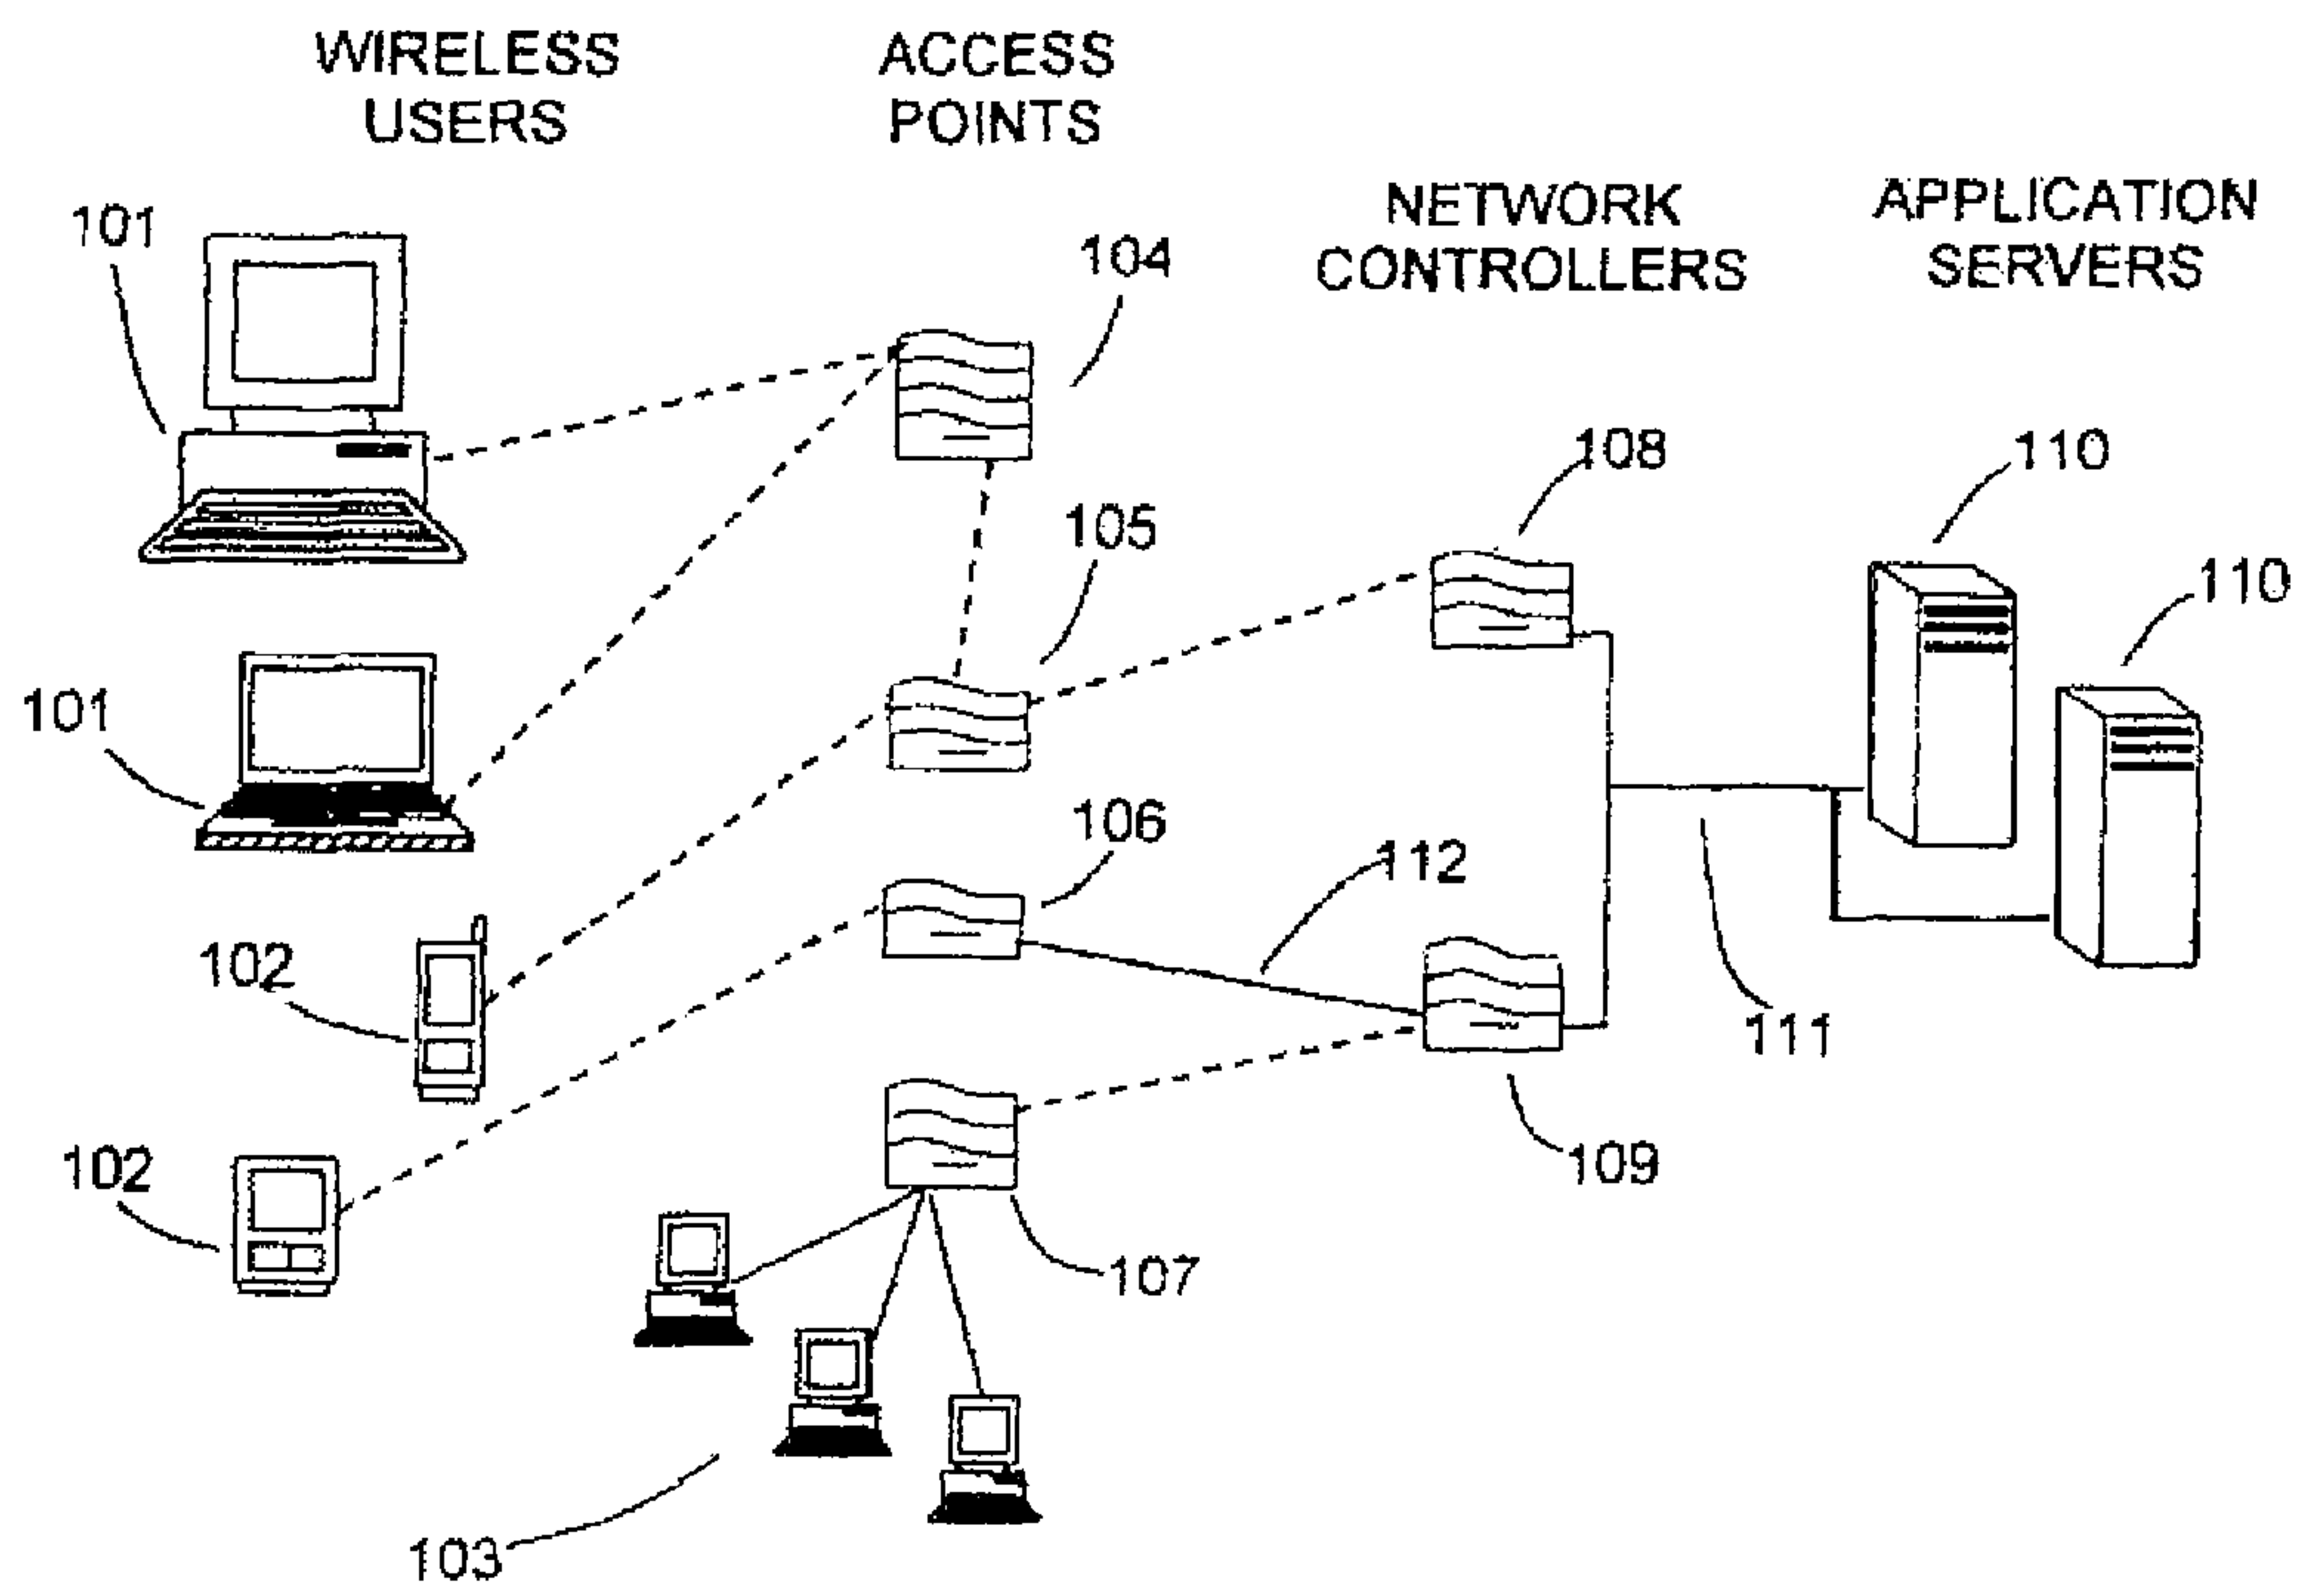 WIRELESS
USERS
ACCESS
POINTS
NETWORK
CONTROLLERS
APPLICATION
SERVERS
101
104
108
110
105
110
101
106
112
102
111
102
109
107
103